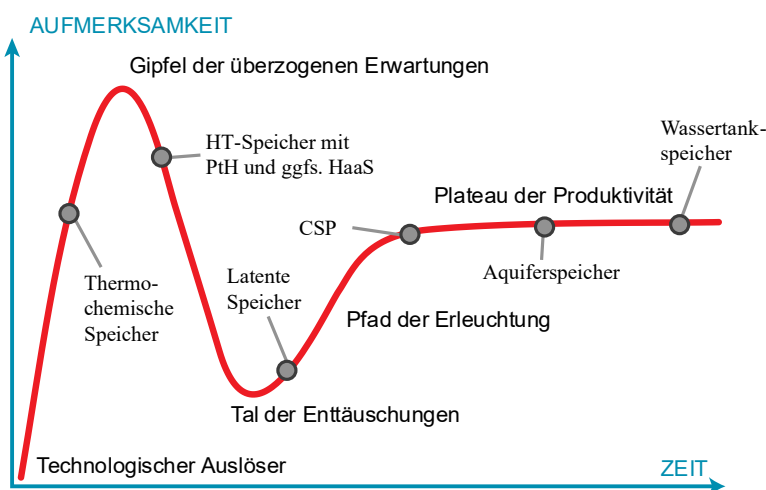 AUFMERKSAMKEIT
Gipfel der überzogenen Erwartungen
HT-Speicher mit
PtH und ggfs. HaaS
Wassertank-
speicher
Plateau der Produktivität
CSP
Aquiferspeicher
Thermo-
chemische
Speicher
Latente
Speicher
Pfad der Erleuchtung
Tal der Enttäuschungen
Technologischer Auslöser
ZEIT